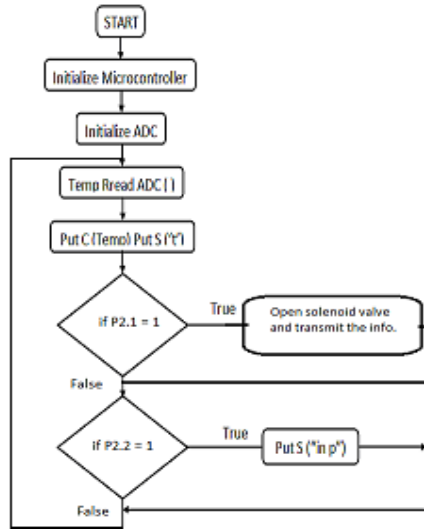 START
Initialize Microcontroller
Initialize ADC
Temp Rread ADC ( )
Put C (Temo) Put S ("t")
True
if P2.1 = 1
Open solenoid valve
and transmit the info.
False
True
if P2.2 = 1
Put S ("in p")
False